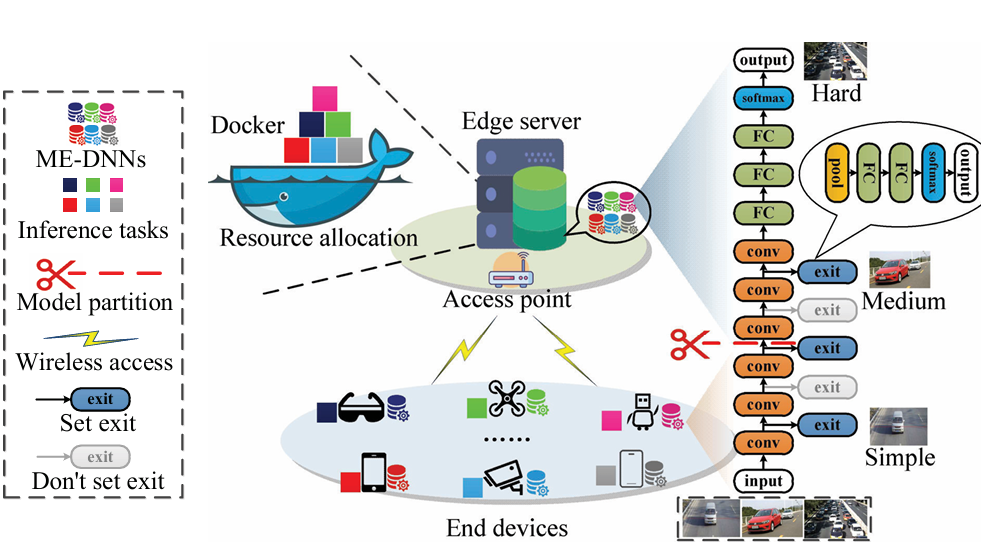 ME-DNNs
Inference tasks
Model partition
Wireless access
exit
Set exit
exit
Don't set exit
Docker
Resource allocation
Edge server
Access point
End devices
output
softmax
FC
FC
FC
conv
conv
conv
conv
conv
conv
input
exit
exit
exit
exit
exit
Hard
Medium
Simple
pool
FC
FC
softmax
output